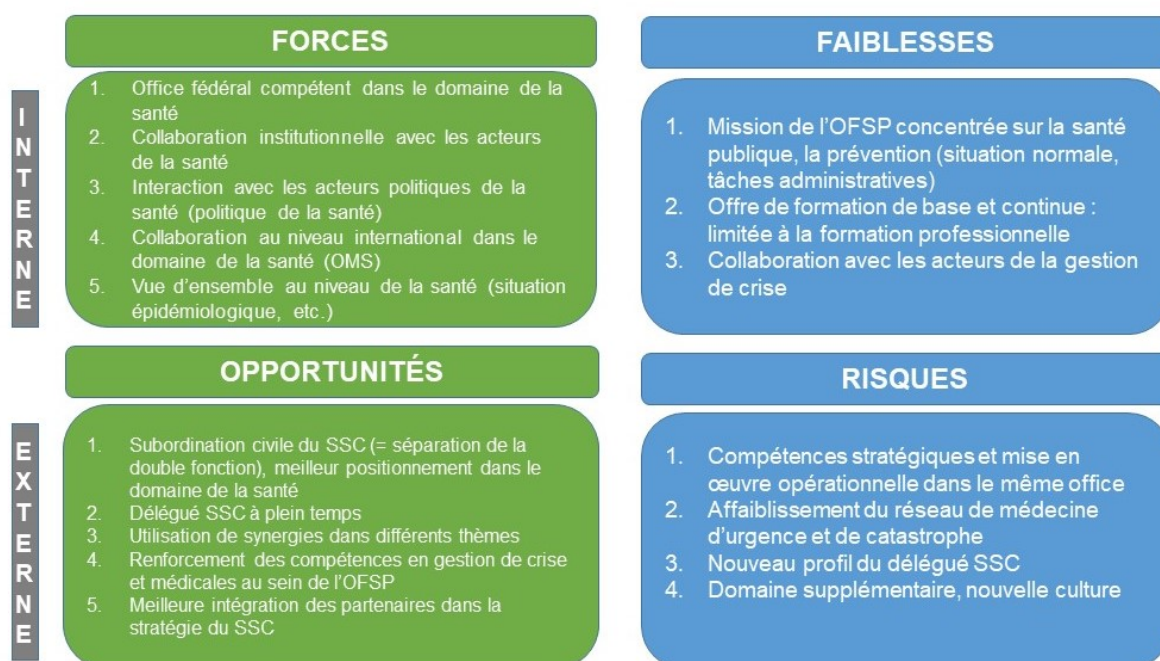 FORCES
INTERNE
1. Office fédéral compétent dans le domaine de la
santé
2. Collaboration institutionnelle avec les acteurs
de la santé
3. Interaction avec les acteurs politiques de la
santé (politique de la santé)
4. Collaboration au niveau international dans le
domaine de la santé (OMS)
5. Vue d'ensemble au niveau de la santé (situation
épidémiologique, etc.)
FAIBLESSES
1. Mission de l'OFSP concentrée sur la santé
publique, la prévention (situation normale,
tâches administratives)
2. Offre de formation de base et continue :
limitée à la formation professionnelle
3. Collaboration avec les acteurs de la gestion
de crise
OPPORTUNITÉS
EXTERNE
1. Subordination civile du SSC (= séparation de la
double fonction), meilleur positionnement dans le
domaine de la santé
2. Délégué SSC à plein temps
3. Utilisation de synergies dans différents thèmes
4. Renforcement des compétences en gestion de crise
et médicales au sein de l'OFSP
5. Meilleure intégration des partenaires dans la
stratégie du SSC
RISQUES
1. Compétences stratégiques et mise en
œuvre opérationnelle dans le même office
2. Affaiblissement du réseau de médecine
d'urgence et de catastrophe
3. Nouveau profil du délégué SSC
4. Domaine supplémentaire, nouvelle culture